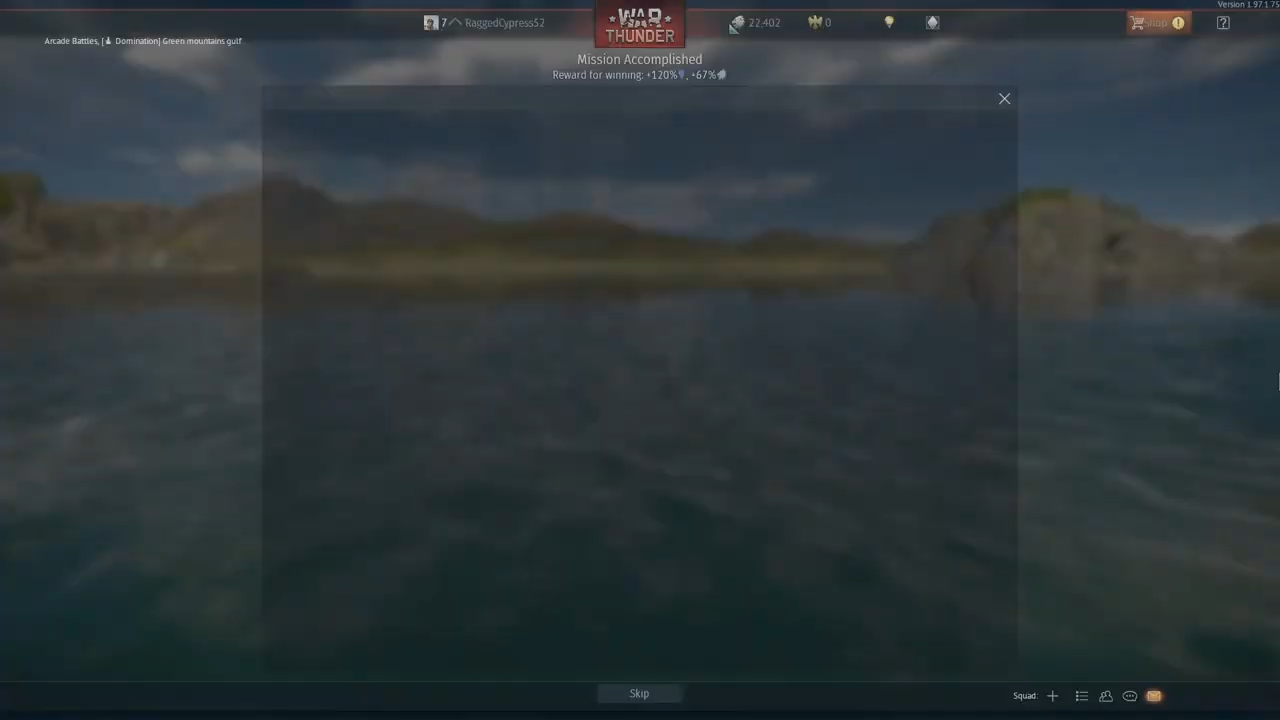 Version 1.97.1.75
7 RaggedCypress52
WAR
THUNDER
22,402
0
Shop
Arcade Battles, [ Domination] Green mountains gulf
Mission Accomplished
Reward for winning: +120% , +67%
Skip
Squad: